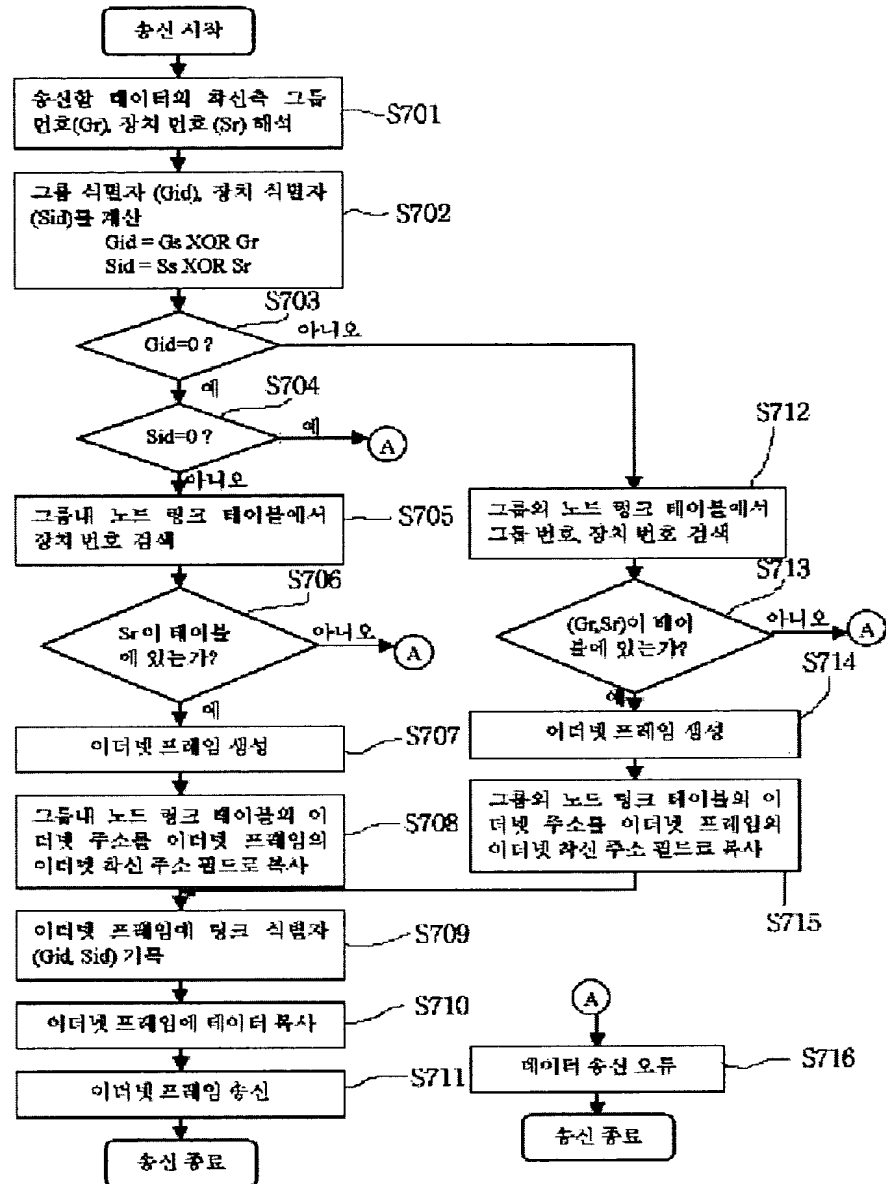 송신 시작
송신할 데이터의 착신측 그룹
번호(Gr), 장치 번호 (Sr) 해석
S701
그룹 식별자 (Gid), 장치 식별자
(Sid)를 계산
Gid = Gs XOR Gr
Sid = Ss XOR Sr
S702
S703
Gid=0 ?
아니오
예
S704
Sid=0 ?
예
A
아니오
그룹내 노드 링크 테이블에서
장치 번호 검색
S705
S706
Sr이 테이블
에 있는가?
아니오
A
예
이더넷 프레임 생성
S707
그룹내 노드 링크 테이블의 이
더넷 주소를 이더넷 프레임의
이더넷 착신 주소 필드로 복사
S708
S712
그룹외 노드 링크 테이블에서
그룹 번호, 장치 번호 검색
S713
(Gr,Sr)이 테이
블에 있는가?
아니오
A
예
S714
이더넷 프레임 생성
그룹외 노드 링크 테이블의 이
더넷 주소를 이더넷 프레임의
이더넷 착신 주소 필드로 복사
S715
이더넷 프레임에 링크 식별자
(Gid, Sid) 기록
S709
이더넷 프레임에 데이터 복사
S710
이더넷 프레임 송신
S711
송신 종료
A
데이터 송신 오류
S716
송신 종료